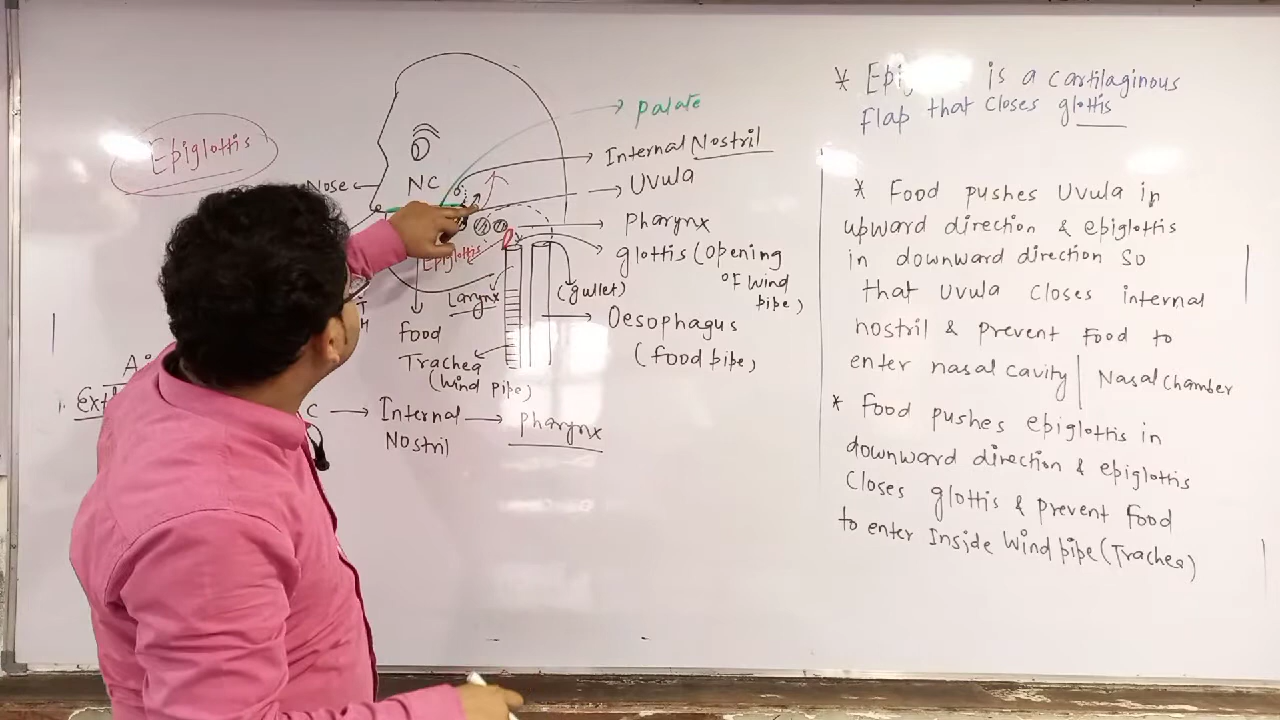 Epiglottis
Nose
NC
palate
Internal Nostril
Uvula
Pharynx
glottis (Opening
of wind
pipe)
Epiglottis
Larynx
(gullet)
Oesophagus
(food pipe)
food
Trachea
(wind pipe)
Internal
Nostril
pharynx
* is a cartilaginous
flap that closes glottis
* Food pushes Uvula in
upward direction & epiglottis
in downward direction so
that Uvula closes internal
nostril & prevent food to
enter nasal cavity | Nasal chamber
* food pushes epiglottis in
downward direction & epiglottis
Closes glottis & prevent food
to enter Inside wind pipe (Trachea)